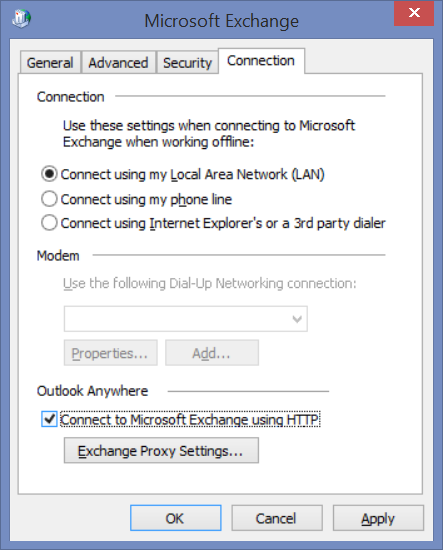 Microsoft Exchange
General Advanced Security Connection
Connection
Use these settings when connecting to Microsoft
Exchange when working offline:
Connect using my Local Area Network (LAN)
Connect using my phone line
Connect using Internet Explorer's or a 3rd party dialer
Modem
Use the following Dial-Up Networking connection:
Properties... Add...
Outlook Anywhere
Connect to Microsoft Exchange using HTTP
Exchange Proxy Settings...
OK Cancel Apply